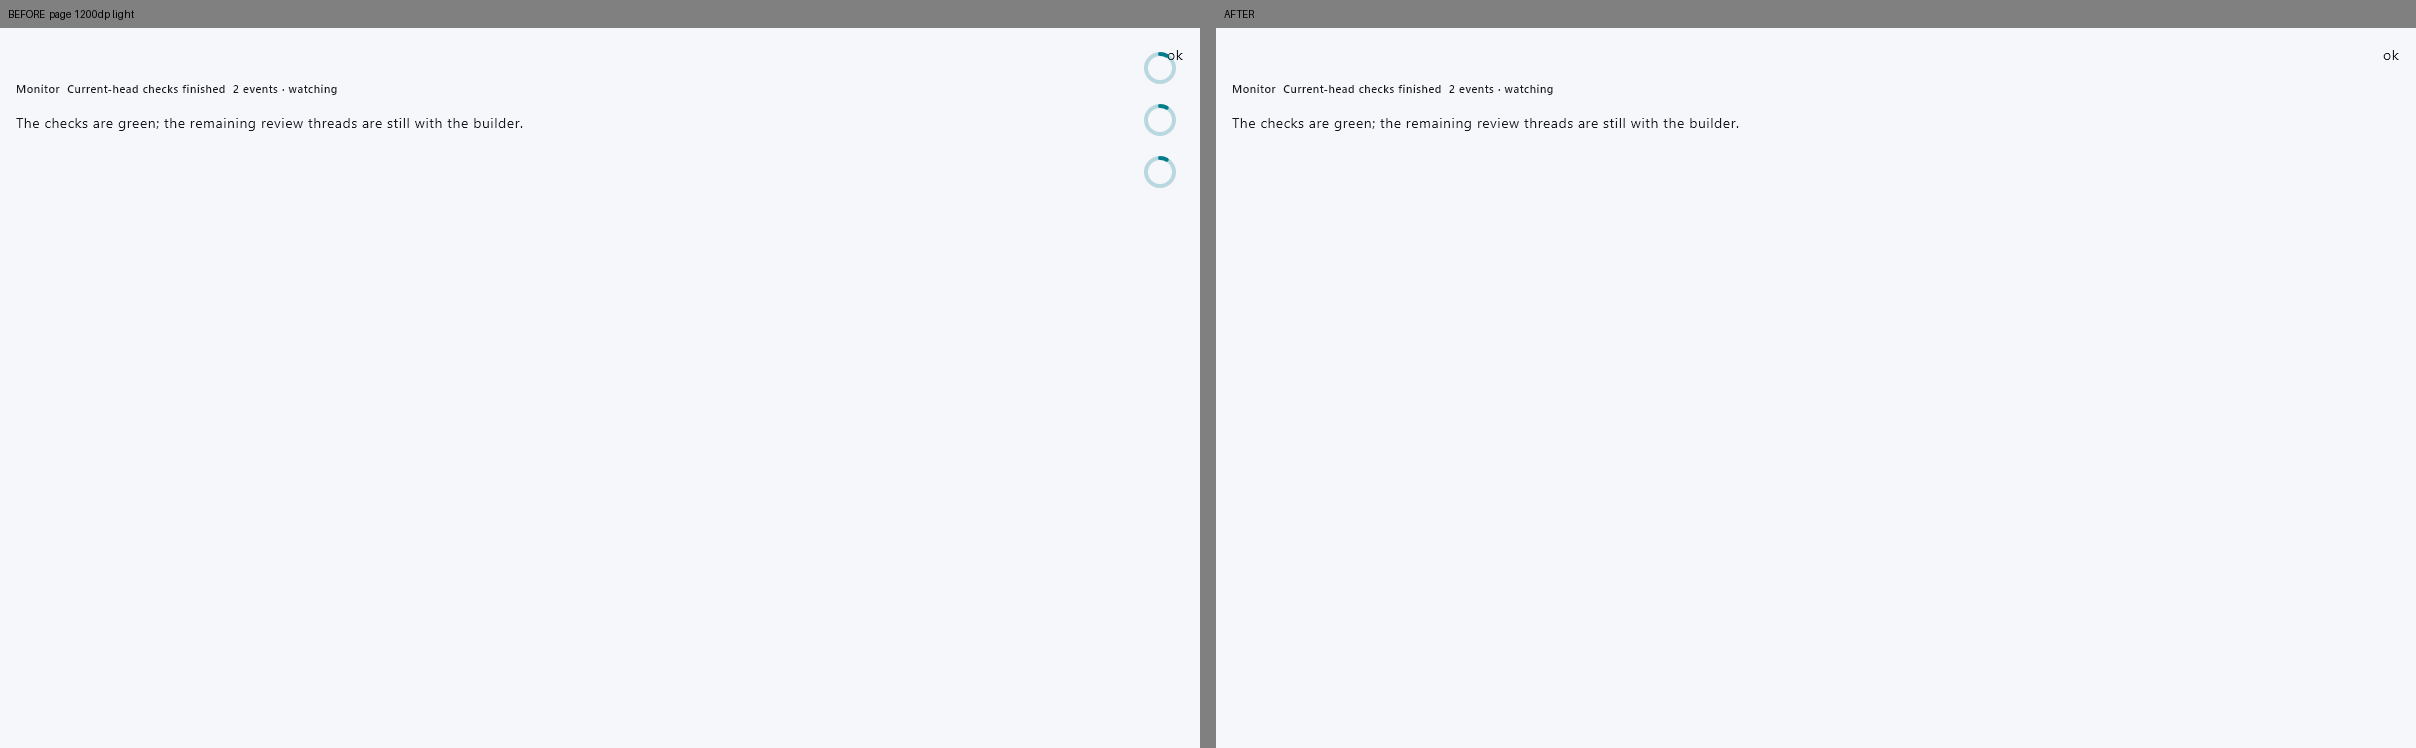 BEFORE page 1200dp light
ok
Monitor Current-head checks finished 2 events · watching
The checks are green; the remaining review threads are still with the builder.
AFTER
ok
Monitor Current-head checks finished 2 events · watching
The checks are green; the remaining review threads are still with the builder.